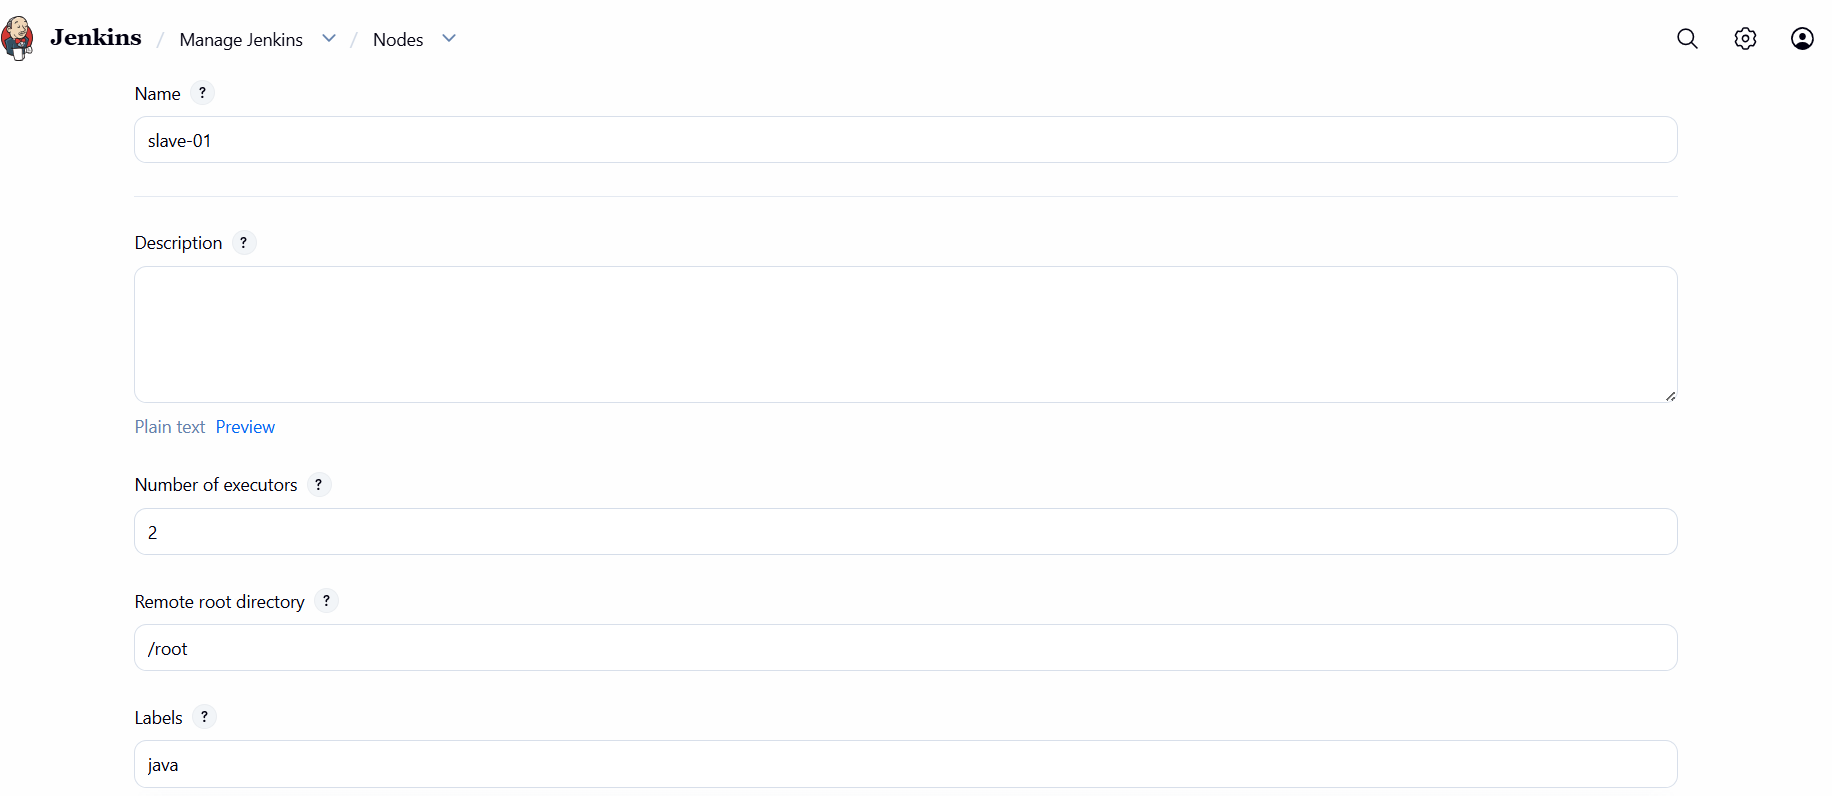 Jenkins / Manage Jenkins / Nodes
Name ?
slave-01
Description ?
Plain text Preview
Number of executors ?
2
Remote root directory ?
/root
Labels ?
java